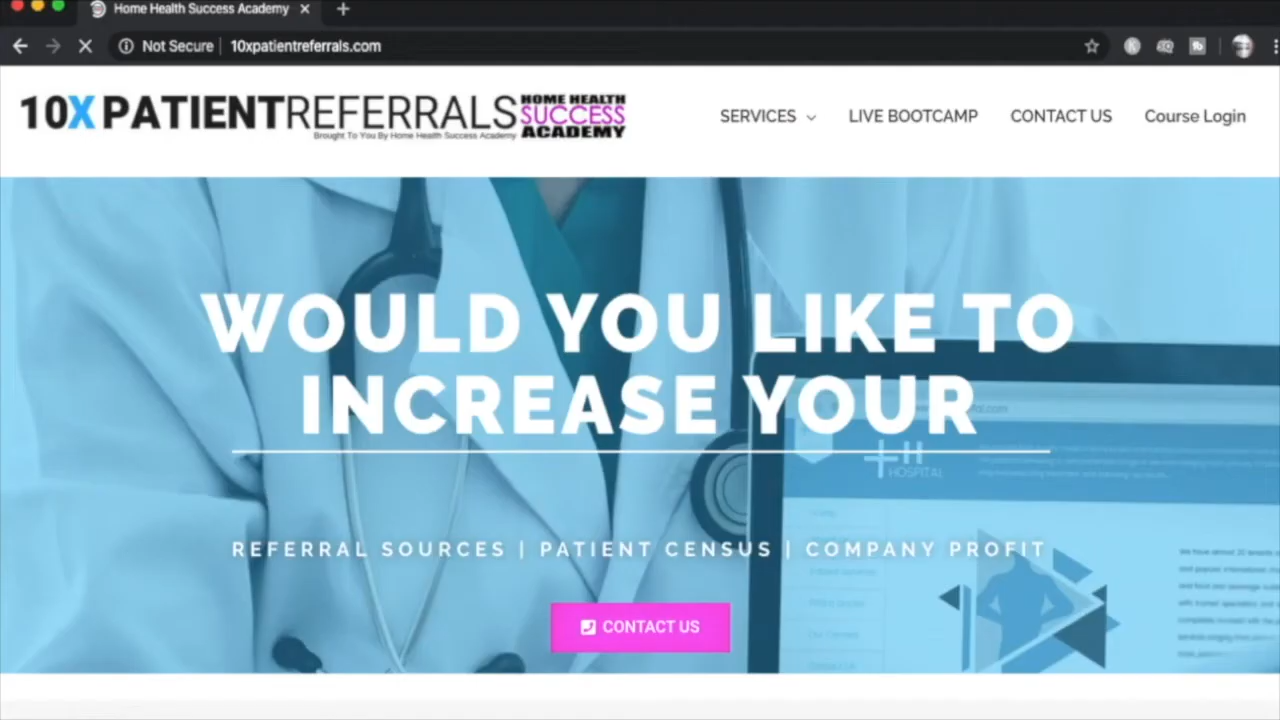 Home Health Success Academy
Not Secure
10xpatientreferrals.com
10X PATIENTREFERRALS
Brought To You By Home Health Success Academy
HOME HEALTH
SUCCESS
ACADEMY
SERVICES
LIVE BOOTCAMP
CONTACT US
Course Login
WOULD YOU LIKE TO
INCREASE YOUR
HOSPITAL
REFERRAL SOURCES | PATIENT CENSUS | COMPANY PROFIT
CONTACT US